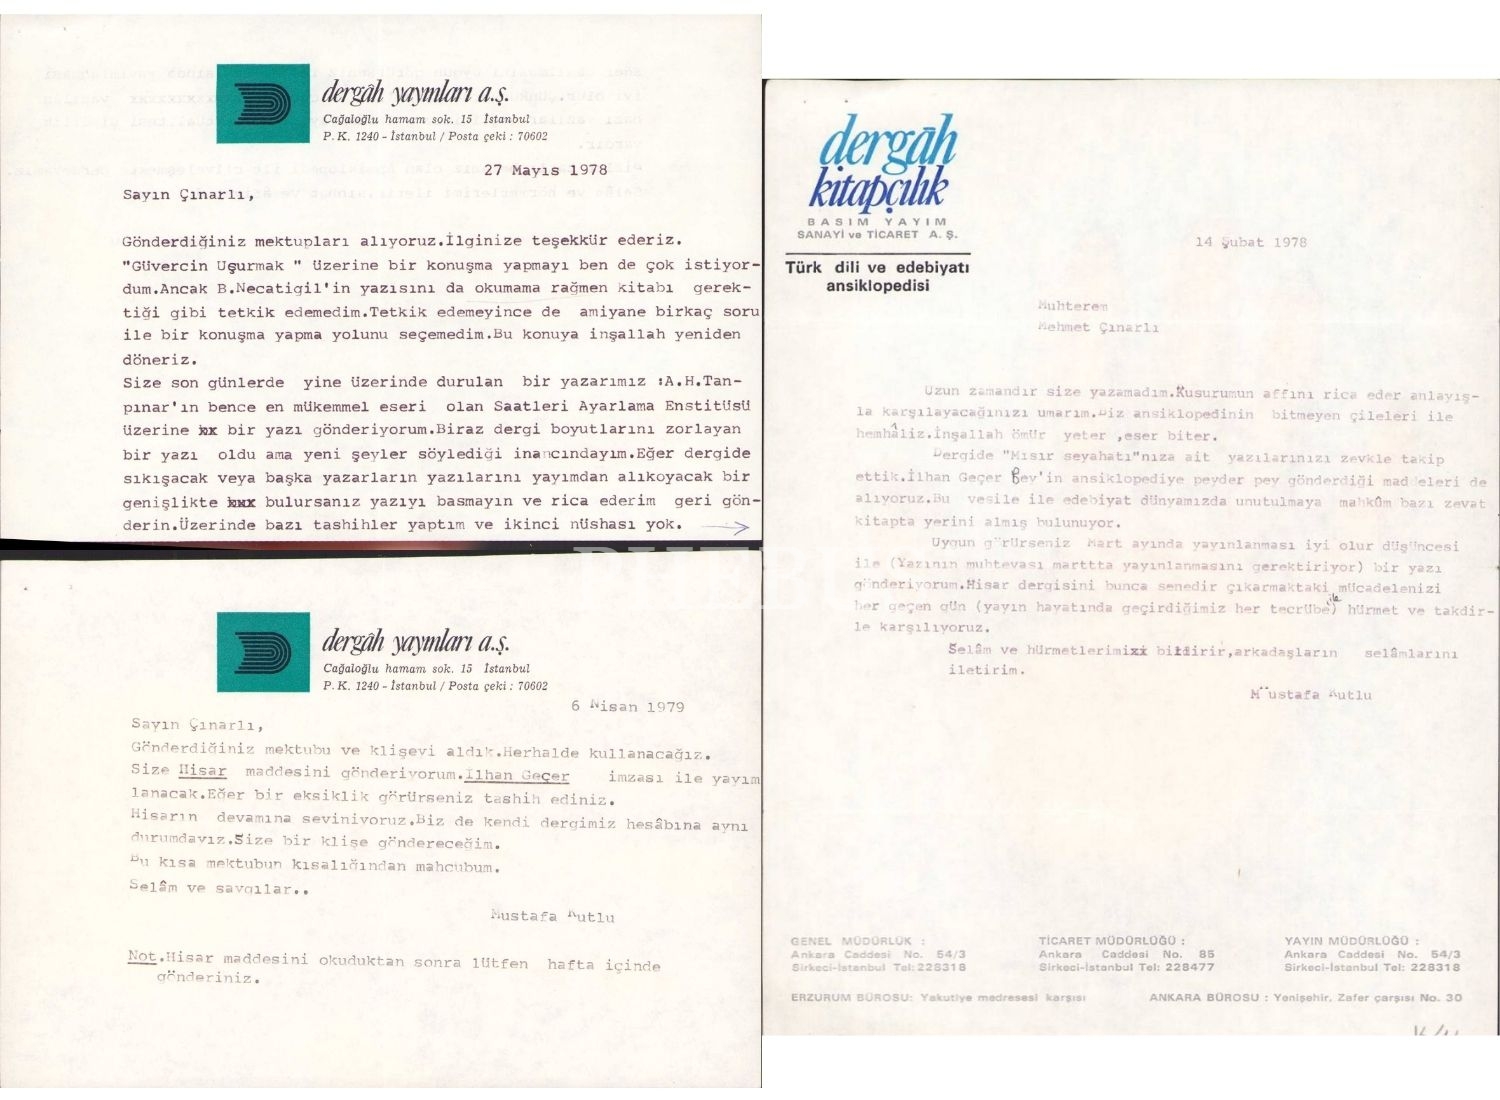 dergâh yayınları a.ş.
Cağaloğlu hamam sok. 15 İstanbul
P. K. 1240 - İstanbul / Posta çeki : 70602
27 Mayıs 1978
Sayın Çınarlı,
Gönderdiğiniz mektupları alıyoruz.İlginize teşekkür ederiz.
"Güvercin Uçurmak " üzerine bir konuşma yapmayı ben de çok istiyor-
dum.Ancak B.Necatigil'in yazısını da okumama rağmen kitabı gerek-
tiği gibi tetkik edemedim.Tetkik edemeyince de amiyane birkaç soru
ile bir konuşma yapma yolunu seçemedim.Bu konuya inşallah yeniden
döneriz.
Size son günlerde yine üzerinde durulan bir yazarımız :A.H.Tan-
pınar'ın bence en mükemmel eseri olan Saatleri Ayarlama Enstitüsü
üzerine xx bir yazı gönderiyorum.Biraz dergi boyutlarını zorlayan
bir yazı oldu ama yeni şeyler söylediği inancındayım.Eğer dergide
sıkışacak veya başka yazarların yazılarını yayımdan alıkoyacak bir
genişlikte xxx bulursanız yazıyı basmayın ve rica ederim geri gön-
derin.Üzerinde bazı tashihler yaptım ve ikinci nüshası yok.
dergâh yayınları a.ş.
Cağaloğlu hamam sok. 15 İstanbul
P. K. 1240 - İstanbul / Posta çeki : 70602
6 Nisan 1979
Sayın Çınarlı,
Gönderdiğiniz mektubu ve klişeyi aldık.Herhalde kullanacağız.
Size Hisar maddesini gönderiyorum.İlhan Geçer imzası ile yayım
lanacak.Eğer bir eksiklik görürseniz tashih ediniz.
Hisarın devamına seviniyoruz.Biz de kendi dergimiz hesâbına aynı
durumdayız.Size bir klişe göndereceğim.
Bu kısa mektubun kısalığından mahcubum.
Selâm ve saygılar..
Mustafa Kutlu
Not.Hisar maddesini okuduktan sonra lütfen hafta içinde
gönderiniz.
dergâh
kitapçılık
BASIM YAYIM
SANAYİ ve TİCARET A. Ş.
Türk dili ve edebiyatı
ansiklopedisi
14 Şubat 1978
Muhterem
Mehmet Çınarlı
Uzun zamandır size yazamadım.Kusurumun affını rica eder anlayış-
la karşılayacağınızı umarım.Biz ansiklopedinin bitmeyen çileleri ile
hemhâliz.İnşallah ömür yeter ,eser biter.
Dergide "Mısır seyahatı"nıza ait yazılarınızı zevkle takip
ettik.İlhan Geçer Bey'in ansiklopediye peyder pey gönderdiği maddeleri de
alıyoruz.Bu vesile ile edebiyat dünyamızda unutulmaya mahkûm bazı zevat
kitapta yerini almış bulunuyor.
Uygun görürseniz Mart ayında yayınlanması iyi olur düşüncesi
ile (Yazının muhtevası marttta yayınlanmasını gerektiriyor) bir yazı
gönderiyorum.Hisar dergisini bunca senedir çıkarmaktaki mücadelenizi
her geçen gün (yayın hayatında geçirdiğimiz her tecrübe) ile hürmet ve takdir-
le karşılıyoruz.
Selâm ve hürmetlerimixi bildirir,arkadaşların selâmlarını
iletirim.
Mustafa Kutlu
GENEL MÜDÜRLÜK :
Ankara Caddesi No. 54/3
Sirkeci-İstanbul Tel: 228318
TİCARET MÜDÜRLÜĞÜ :
Ankara Caddesi No. 85
Sirkeci-İstanbul Tel: 228477
YAYIN MÜDÜRLÜĞÜ :
Ankara Caddesi No. 54/3
Sirkeci-İstanbul Tel: 228318
ERZURUM BÜROSU: Yakutiye medresesi karşısı
ANKARA BÜROSU : Yenişehir. Zafer çarşısı No. 30